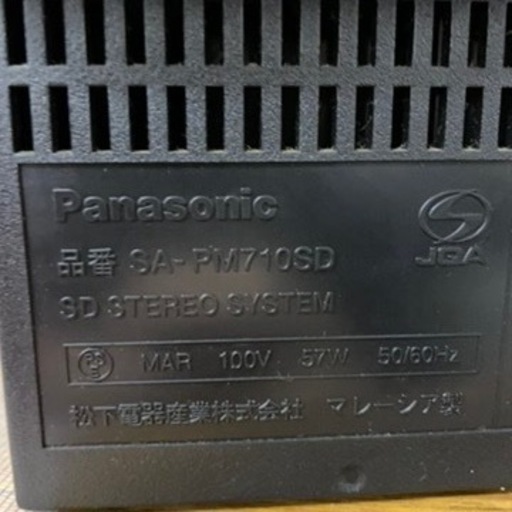 Panasonic
JQA
品番 SA-PM710SD
SD STEREO SYSTEM
MAR 100V 57W 50/60Hz
松下電器産業株式会社 マレーシア製